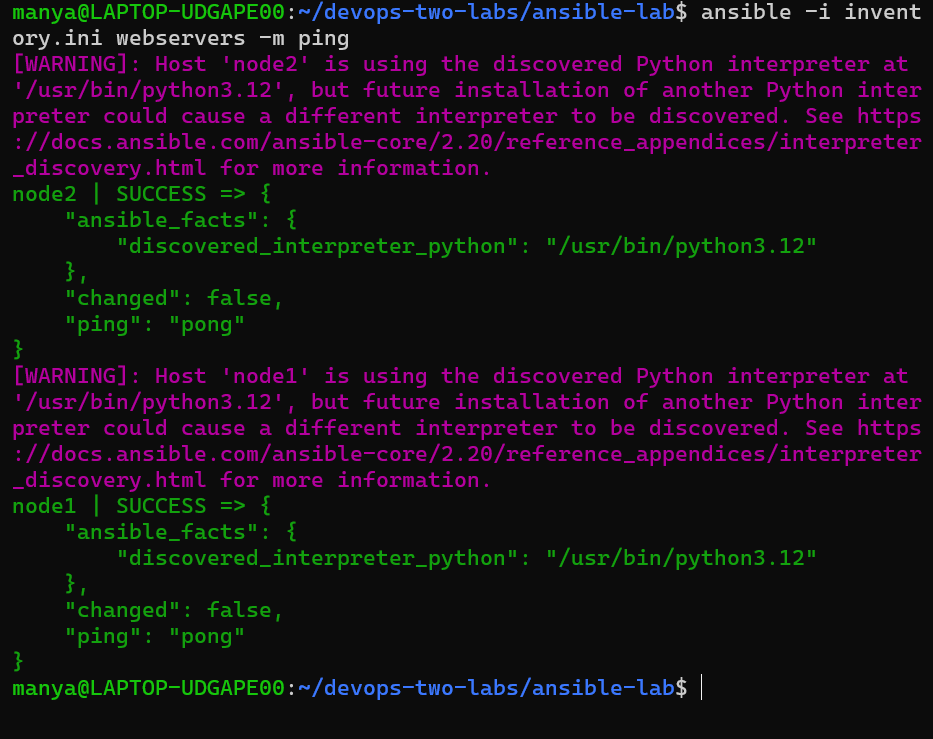 manya@LAPTOP-UDGAPE00:~/devops-two-labs/ansible-lab$ ansible -i invent
ory.ini webservers -m ping
[WARNING]: Host 'node2' is using the discovered Python interpreter at
'/usr/bin/python3.12', but future installation of another Python inter
preter could cause a different interpreter to be discovered. See https
://docs.ansible.com/ansible-core/2.20/reference_appendices/interpreter
_discovery.html for more information.
node2 | SUCCESS => {
    "ansible_facts": {
        "discovered_interpreter_python": "/usr/bin/python3.12"
    },
    "changed": false,
    "ping": "pong"
}
[WARNING]: Host 'node1' is using the discovered Python interpreter at
'/usr/bin/python3.12', but future installation of another Python inter
preter could cause a different interpreter to be discovered. See https
://docs.ansible.com/ansible-core/2.20/reference_appendices/interpreter
_discovery.html for more information.
node1 | SUCCESS => {
    "ansible_facts": {
        "discovered_interpreter_python": "/usr/bin/python3.12"
    },
    "changed": false,
    "ping": "pong"
}
manya@LAPTOP-UDGAPE00:~/devops-two-labs/ansible-lab$